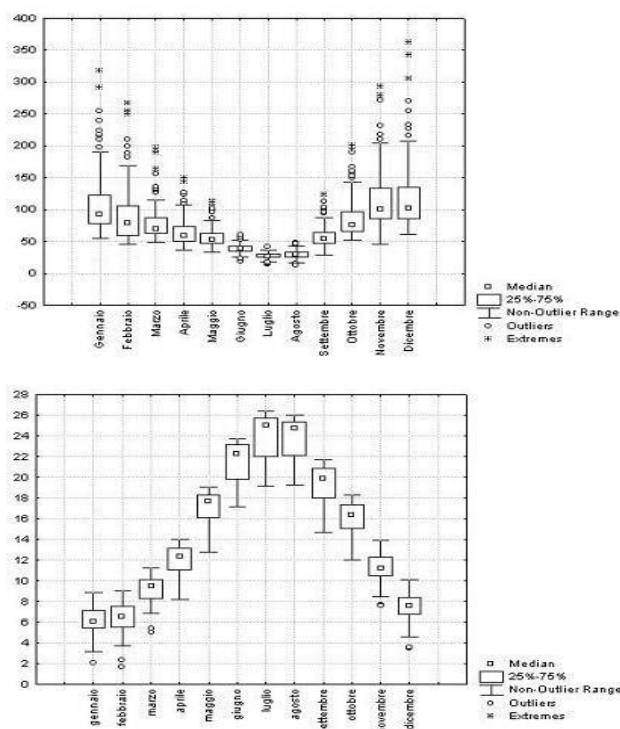 400
350
300
250
200
150
100
50
0
-50
Gennaio
Febbraio
Marzo
Aprile
Maggio
Giugno
Luglio
Agosto
Settembre
Ottobre
Novembre
Dicembre
Median
25%-75%
Non-Outlier Range
Outliers
Extremes
28
26
24
22
20
18
16
14
12
10
8
6
4
2
0
gennaio
febbraio
marzo
aprile
maggio
giugno
luglio
agosto
settembre
ottobre
novembre
dicembre
Median
25%-75%
Non-Outlier Range
Outliers
Extremes